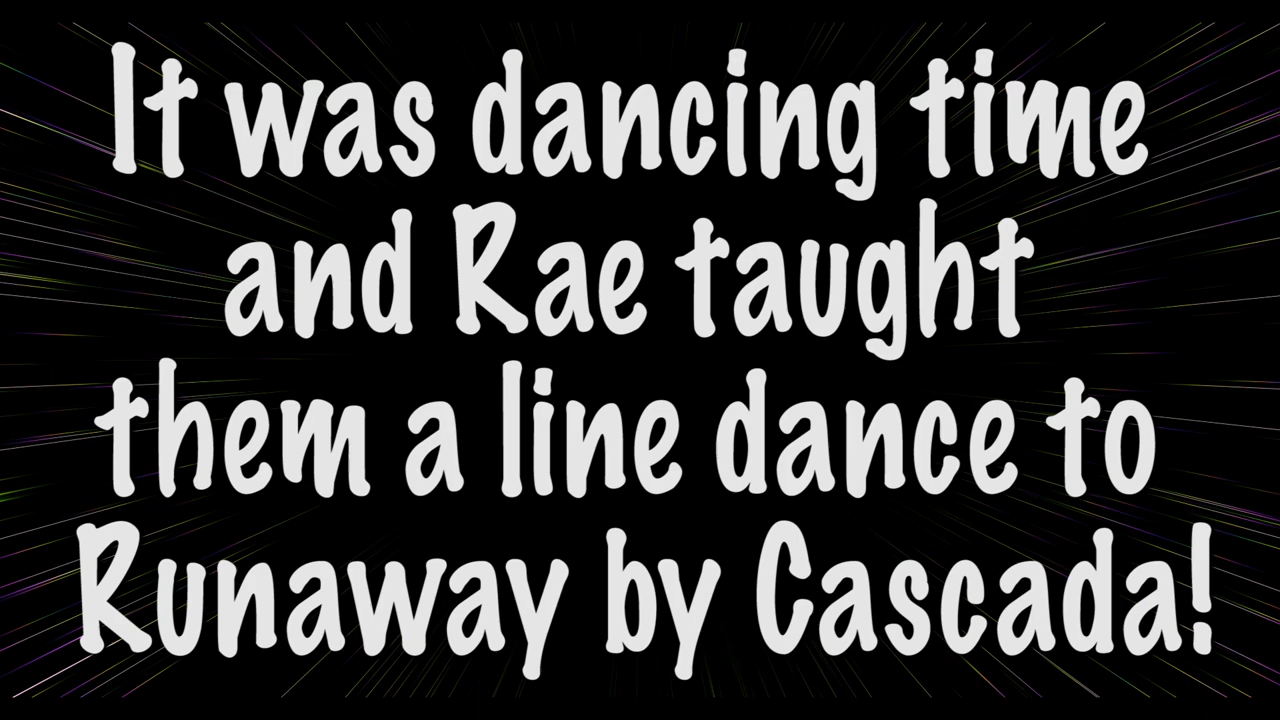 It was dancing time
and Rae taught
them a line dance to
Runaway by Cascada!